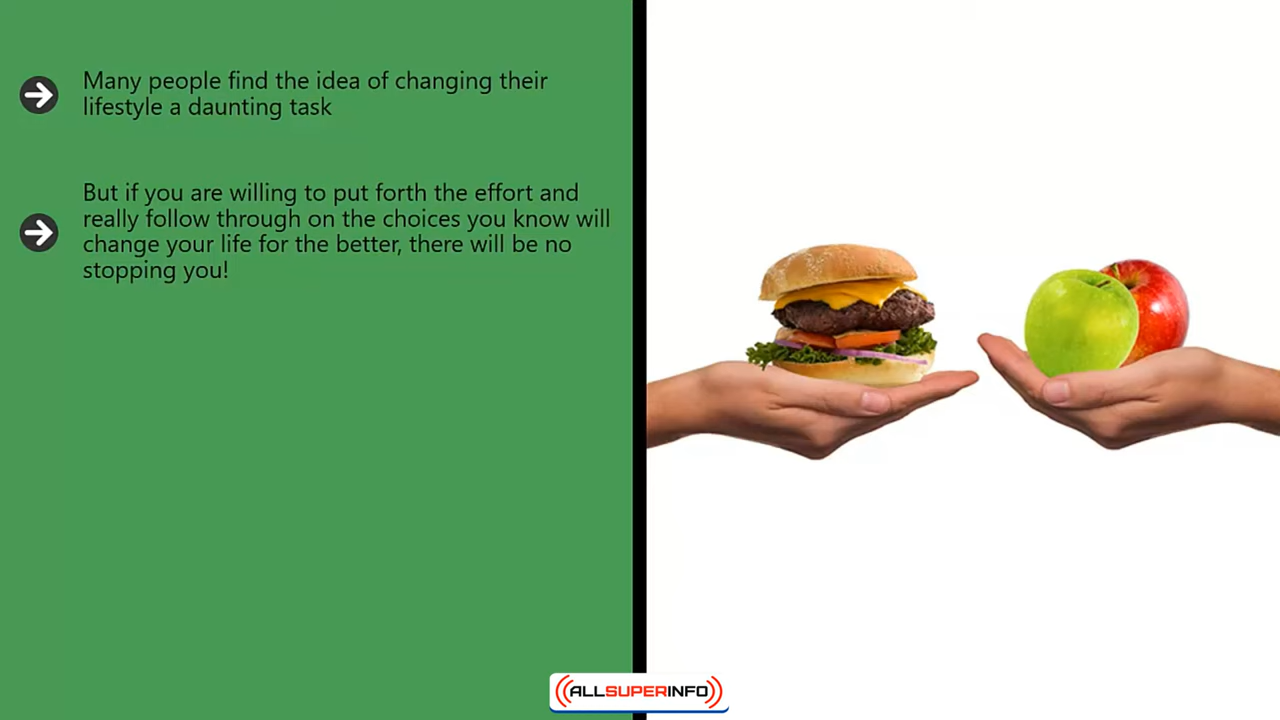 Many people find the idea of changing their
lifestyle a daunting task
But if you are willing to put forth the effort and
really follow through on the choices you know will
change your life for the better, there will be no
stopping you!
ALLSUPERINFO